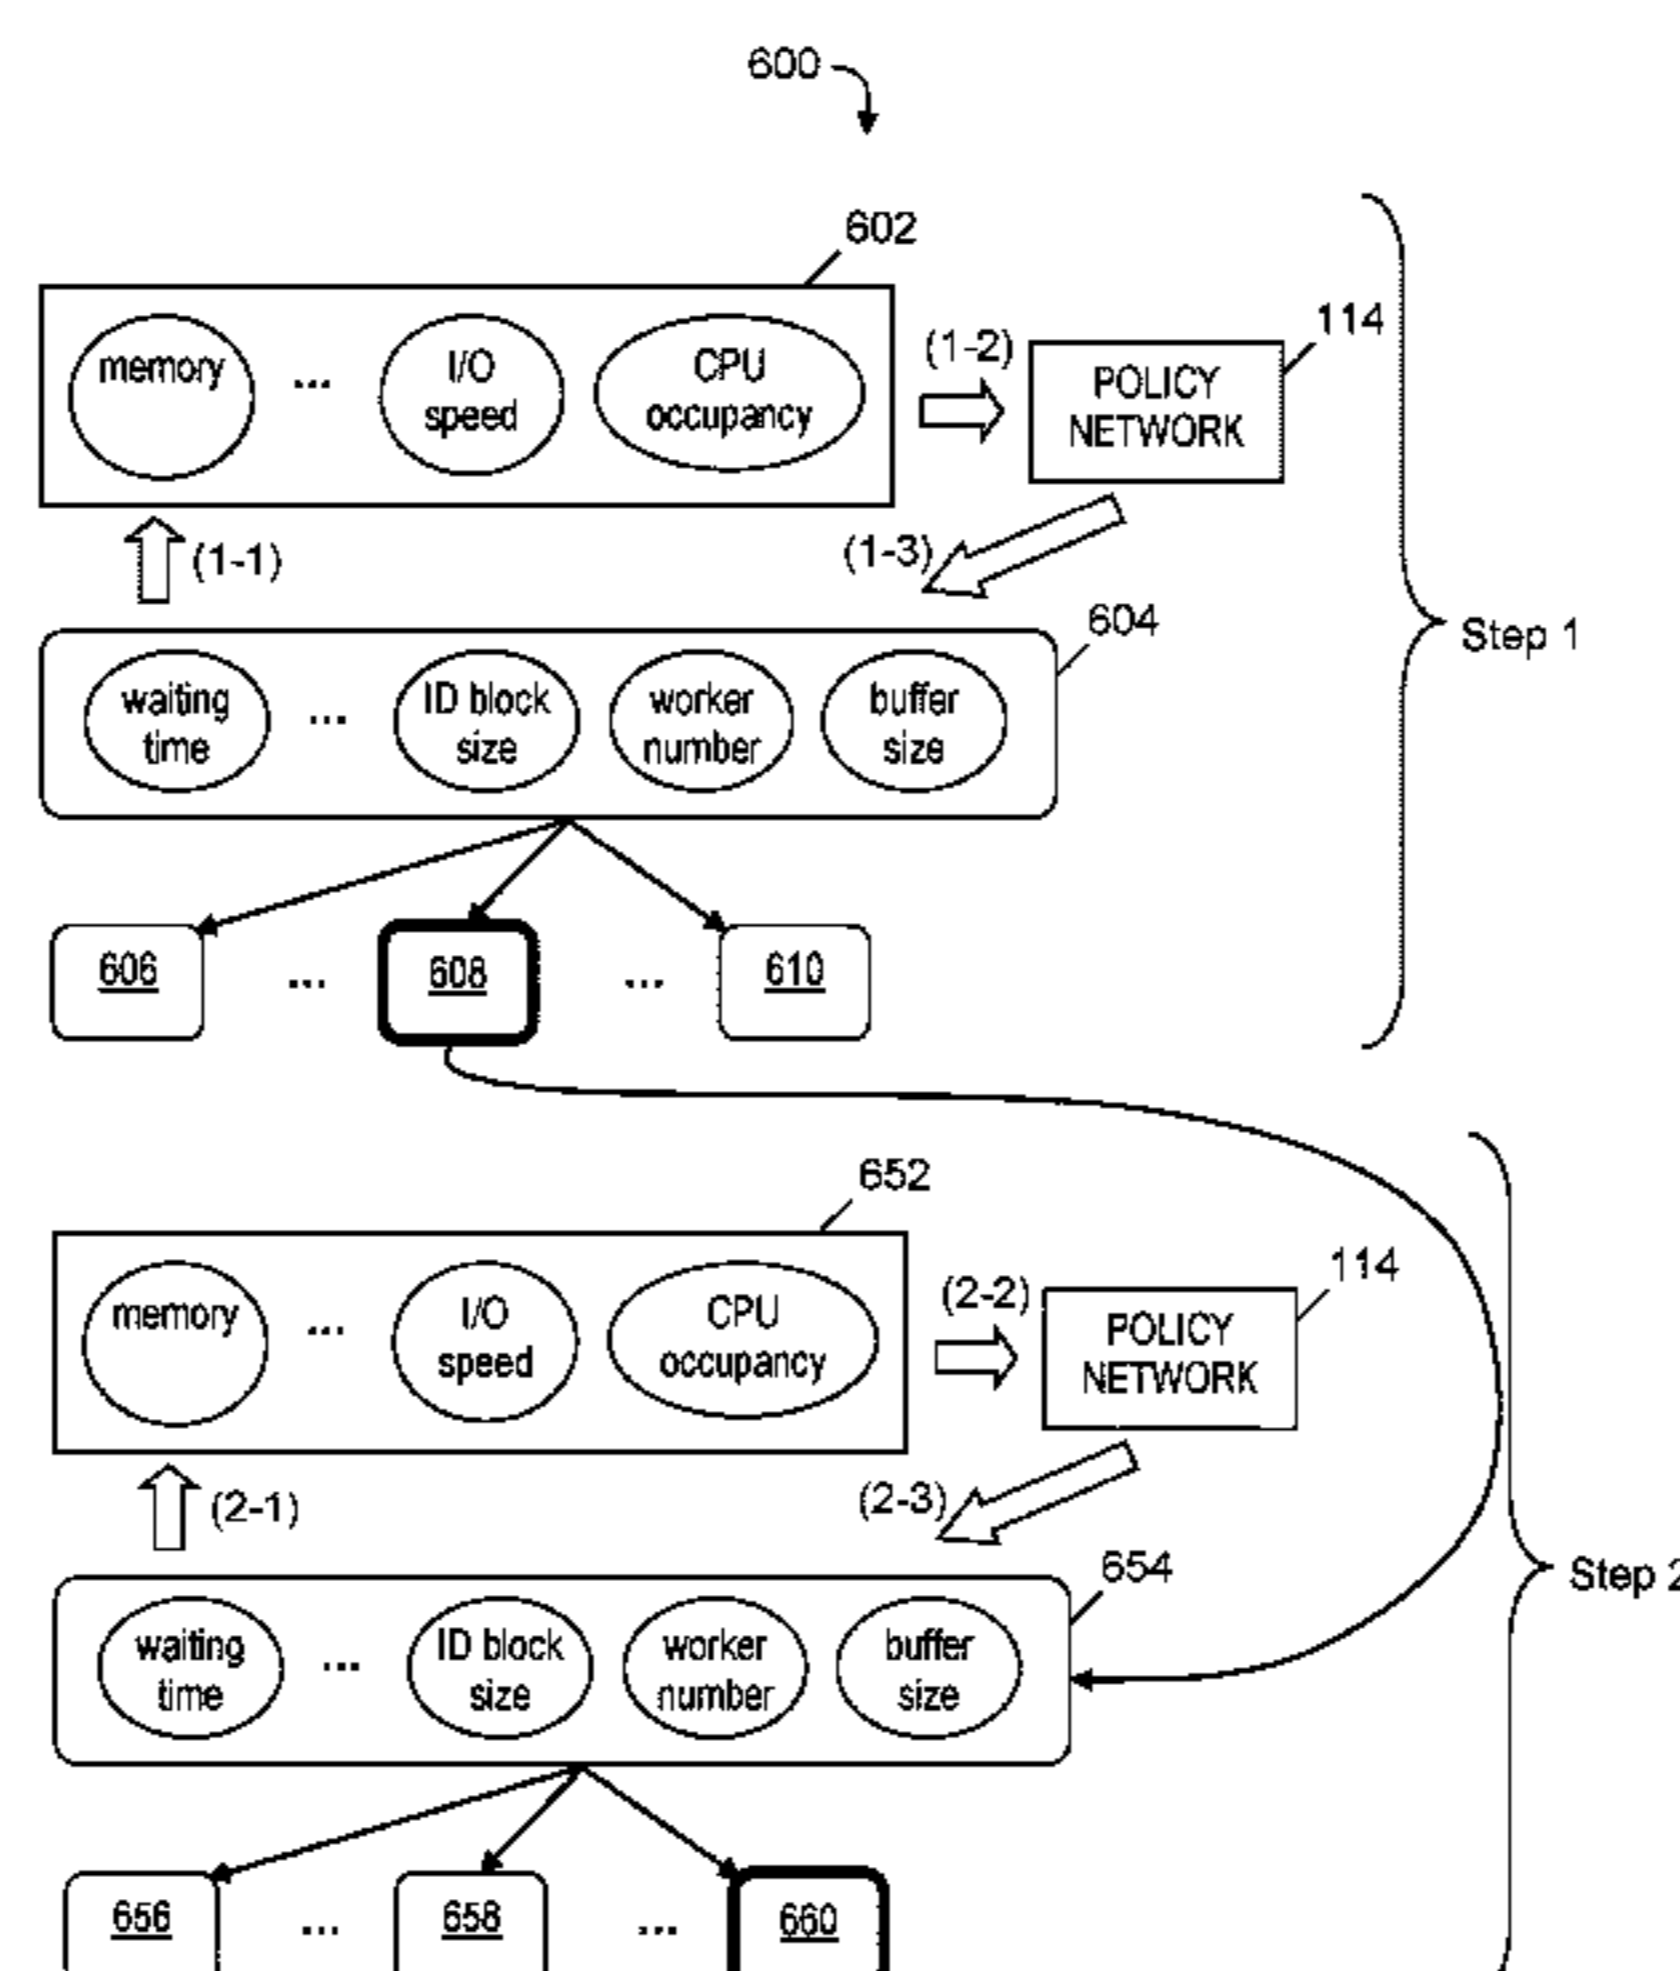 600
602
memory ... I/O speed CPU occupancy
(1-2)
114
POLICY
NETWORK
(1-1)
(1-3)
604
waiting time ... ID block size worker number buffer size
Step 1
606 ... 608 ... 610
652
memory ... I/O speed CPU occupancy
(2-2)
114
POLICY
NETWORK
(2-1)
(2-3)
654
waiting time ... ID block size worker number buffer size
Step 2
656 ... 658 ... 660